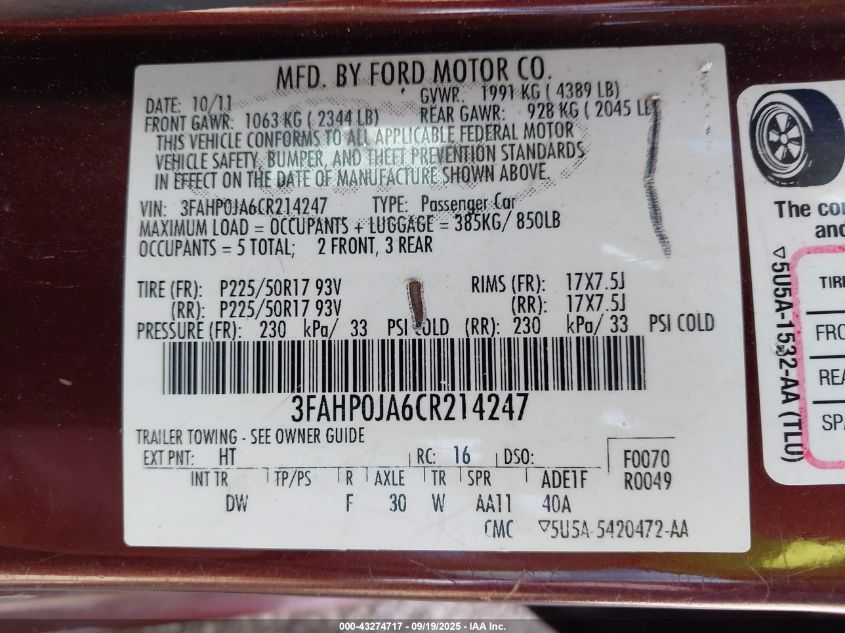 MFD. BY FORD MOTOR CO.
DATE: 10/11 GVWR: 1991 KG ( 4389 LB)
FRONT GAWR: 1063 KG ( 2344 LB) REAR GAWR: 928 KG ( 2045 LB
THIS VEHICLE CONFORMS TO ALL APPLICABLE FEDERAL MOTOR
VEHICLE SAFETY, BUMPER, AND THEFT PREVENTION STANDARDS
IN EFFECT ON THE DATE OF MANUFACTURE SHOWN ABOVE.
VIN: 3FAHP0JA6CR214247 TYPE: Passenger Car
MAXIMUM LOAD = OCCUPANTS + LUGGAGE = 385KG/ 850LB
OCCUPANTS = 5 TOTAL; 2 FRONT, 3 REAR
TIRE (FR): P225/50R17 93V RIMS (FR): 17X7.5J
(RR): P225/50R17 93V (RR): 17X7.5J
PRESSURE (FR): 230 kPa/ 33 PSI COLD (RR): 230 kPa/ 33 PSI COLD
3FAHP0JA6CR214247
TRAILER TOWING - SEE OWNER GUIDE
EXT PNT: HT RC: 16 DSO: F0070
INT TR TP/PS R AXLE TR SPR ADE1F R0049
DW F 30 W AA11 40A
CMC ▽5U5A 5420472-AA
The co
and
▽5U5A-1532-AA (TLU)
TIRE
FRO
REA
SPA
000-43274717 - 09/19/2025 - IAA Inc.